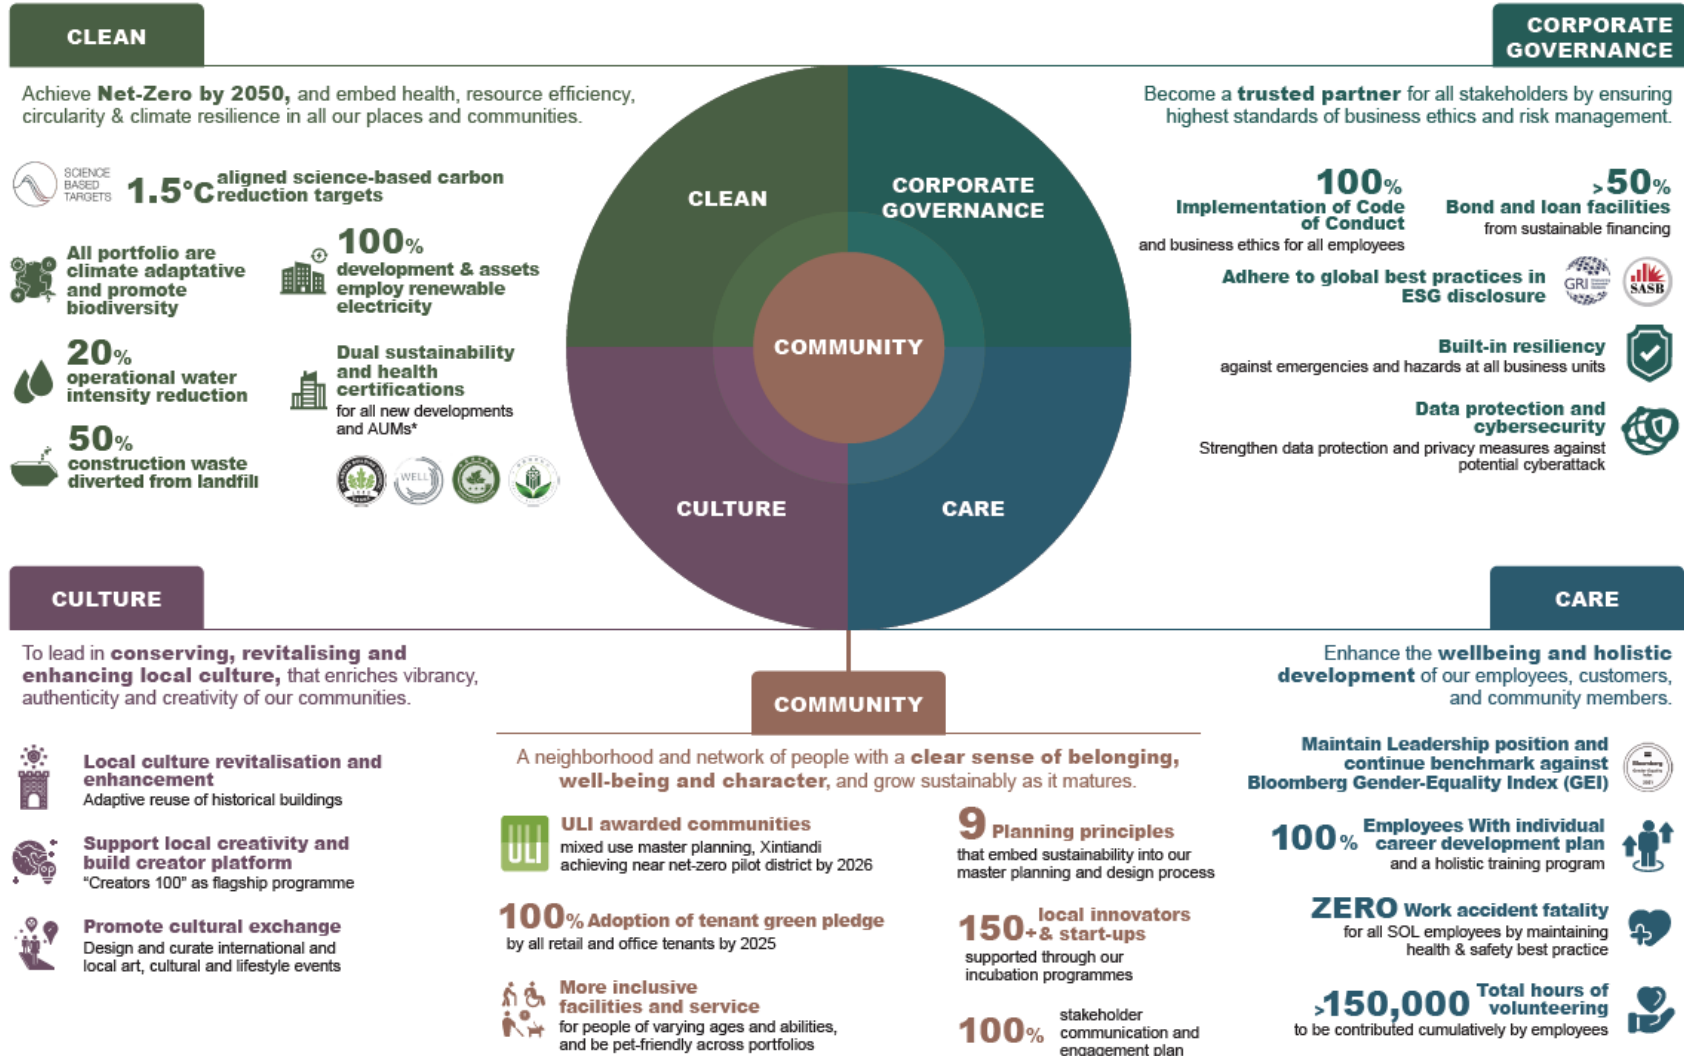 CLEAN
Achieve Net-Zero by 2050, and embed health, resource efficiency,
circularity & climate resilience in all our places and communities.
SCIENCE
BASED
TARGETS
1.5°C
aligned science-based carbon
reduction targets
All portfolio are
climate adaptative
and promote
biodiversity
100%
development & assets
employ renewable
electricity
20%
operational water
intensity reduction
Dual sustainability
and health
certifications
for all new developments
and AUMs*
50%
construction waste
diverted from landfill
WELL
CORPORATE
GOVERNANCE
Become a trusted partner for all stakeholders by ensuring
highest standards of business ethics and risk management.
100%
Implementation of Code
of Conduct
and business ethics for all employees
>50%
Bond and loan facilities
from sustainable financing
Adhere to global best practices in
ESG disclosure
GRI
SASB
Built-in resiliency
against emergencies and hazards at all business units
Data protection and
cybersecurity
Strengthen data protection and privacy measures against
potential cyberattack
CLEAN
CORPORATE
GOVERNANCE
COMMUNITY
CULTURE
CARE
CULTURE
To lead in conserving, revitalising and
enhancing local culture, that enriches vibrancy,
authenticity and creativity of our communities.
Local culture revitalisation and
enhancement
Adaptive reuse of historical buildings
Support local creativity and
build creator platform
“Creators 100” as flagship programme
Promote cultural exchange
Design and curate international and
local art, cultural and lifestyle events
COMMUNITY
A neighborhood and network of people with a clear sense of belonging,
well-being and character, and grow sustainably as it matures.
ULI
ULI awarded communities
mixed use master planning, Xintiandi
achieving near net-zero pilot district by 2026
100% Adoption of tenant green pledge
by all retail and office tenants by 2025
More inclusive
facilities and service
for people of varying ages and abilities,
and be pet-friendly across portfolios
9 Planning principles
that embed sustainability into our
master planning and design process
150+ local innovators
& start-ups
supported through our
incubation programmes
100%
stakeholder
communication and
engagement plan
CARE
Enhance the wellbeing and holistic
development of our employees, customers,
and community members.
Maintain Leadership position and
continue benchmark against
Bloomberg Gender-Equality Index (GEI)
Bloomberg
100% Employees With individual
career development plan
and a holistic training program
ZERO Work accident fatality
for all SOL employees by maintaining
health & safety best practice
>150,000 Total hours of
volunteering
to be contributed cumulatively by employees